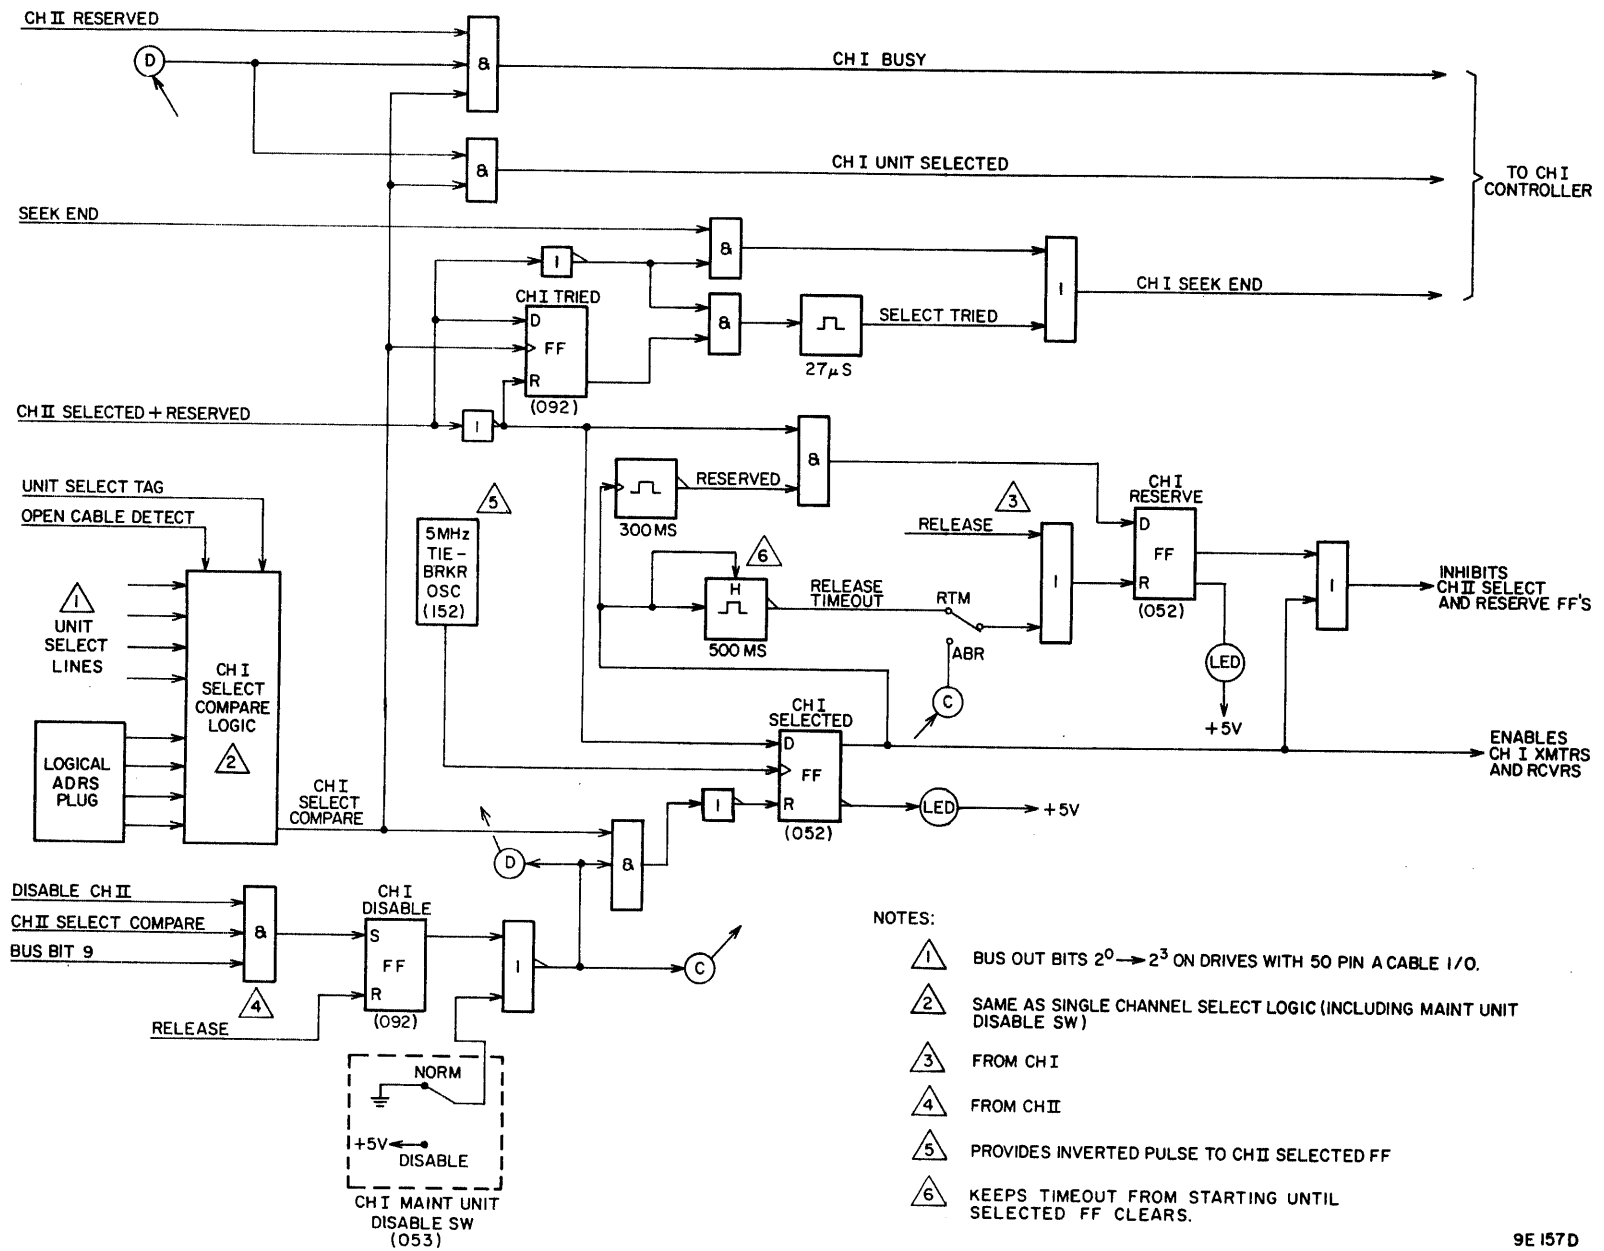 CH II RESERVED
D
&
CH I BUSY
&
CH I UNIT SELECTED
TO CH I
CONTROLLER
SEEK END
&
I
CH I TRIED
D
FF
R
(092)
&
SELECT TRIED
27µS
I
CH I SEEK END
CH II SELECTED + RESERVED
I
UNIT SELECT TAG
OPEN CABLE DETECT
1
UNIT
SELECT
LINES
CH I
SELECT
COMPARE
LOGIC
2
LOGICAL
ADRS
PLUG
CH I
SELECT
COMPARE
5
5MHz
TIE-
BRKR
OSC
(152)
RESERVED
300 MS
&
6
H
500 MS
RELEASE
TIMEOUT
RTM
ABR
C
3
RELEASE
I
CH I
RESERVE
D
FF
R
(052)
LED
+5V
I
INHIBITS
CH II SELECT
AND RESERVE FF'S
CH I
SELECTED
D
FF
R
(052)
I
LED
+5V
ENABLES
CH I XMTRS
AND RCVRS
D
&
DISABLE CH II
CH II SELECT COMPARE
BUS BIT 9
&
4
RELEASE
CH I
DISABLE
S
FF
R
(092)
I
C
NORM
+5V
DISABLE
CH I MAINT UNIT
DISABLE SW
(053)
NOTES:
1 BUS OUT BITS 2⁰→2³ ON DRIVES WITH 50 PIN A CABLE I/O.
2 SAME AS SINGLE CHANNEL SELECT LOGIC (INCLUDING MAINT UNIT
DISABLE SW)
3 FROM CH I
4 FROM CH II
5 PROVIDES INVERTED PULSE TO CH II SELECTED FF
6 KEEPS TIMEOUT FROM STARTING UNTIL
SELECTED FF CLEARS.
9E157D